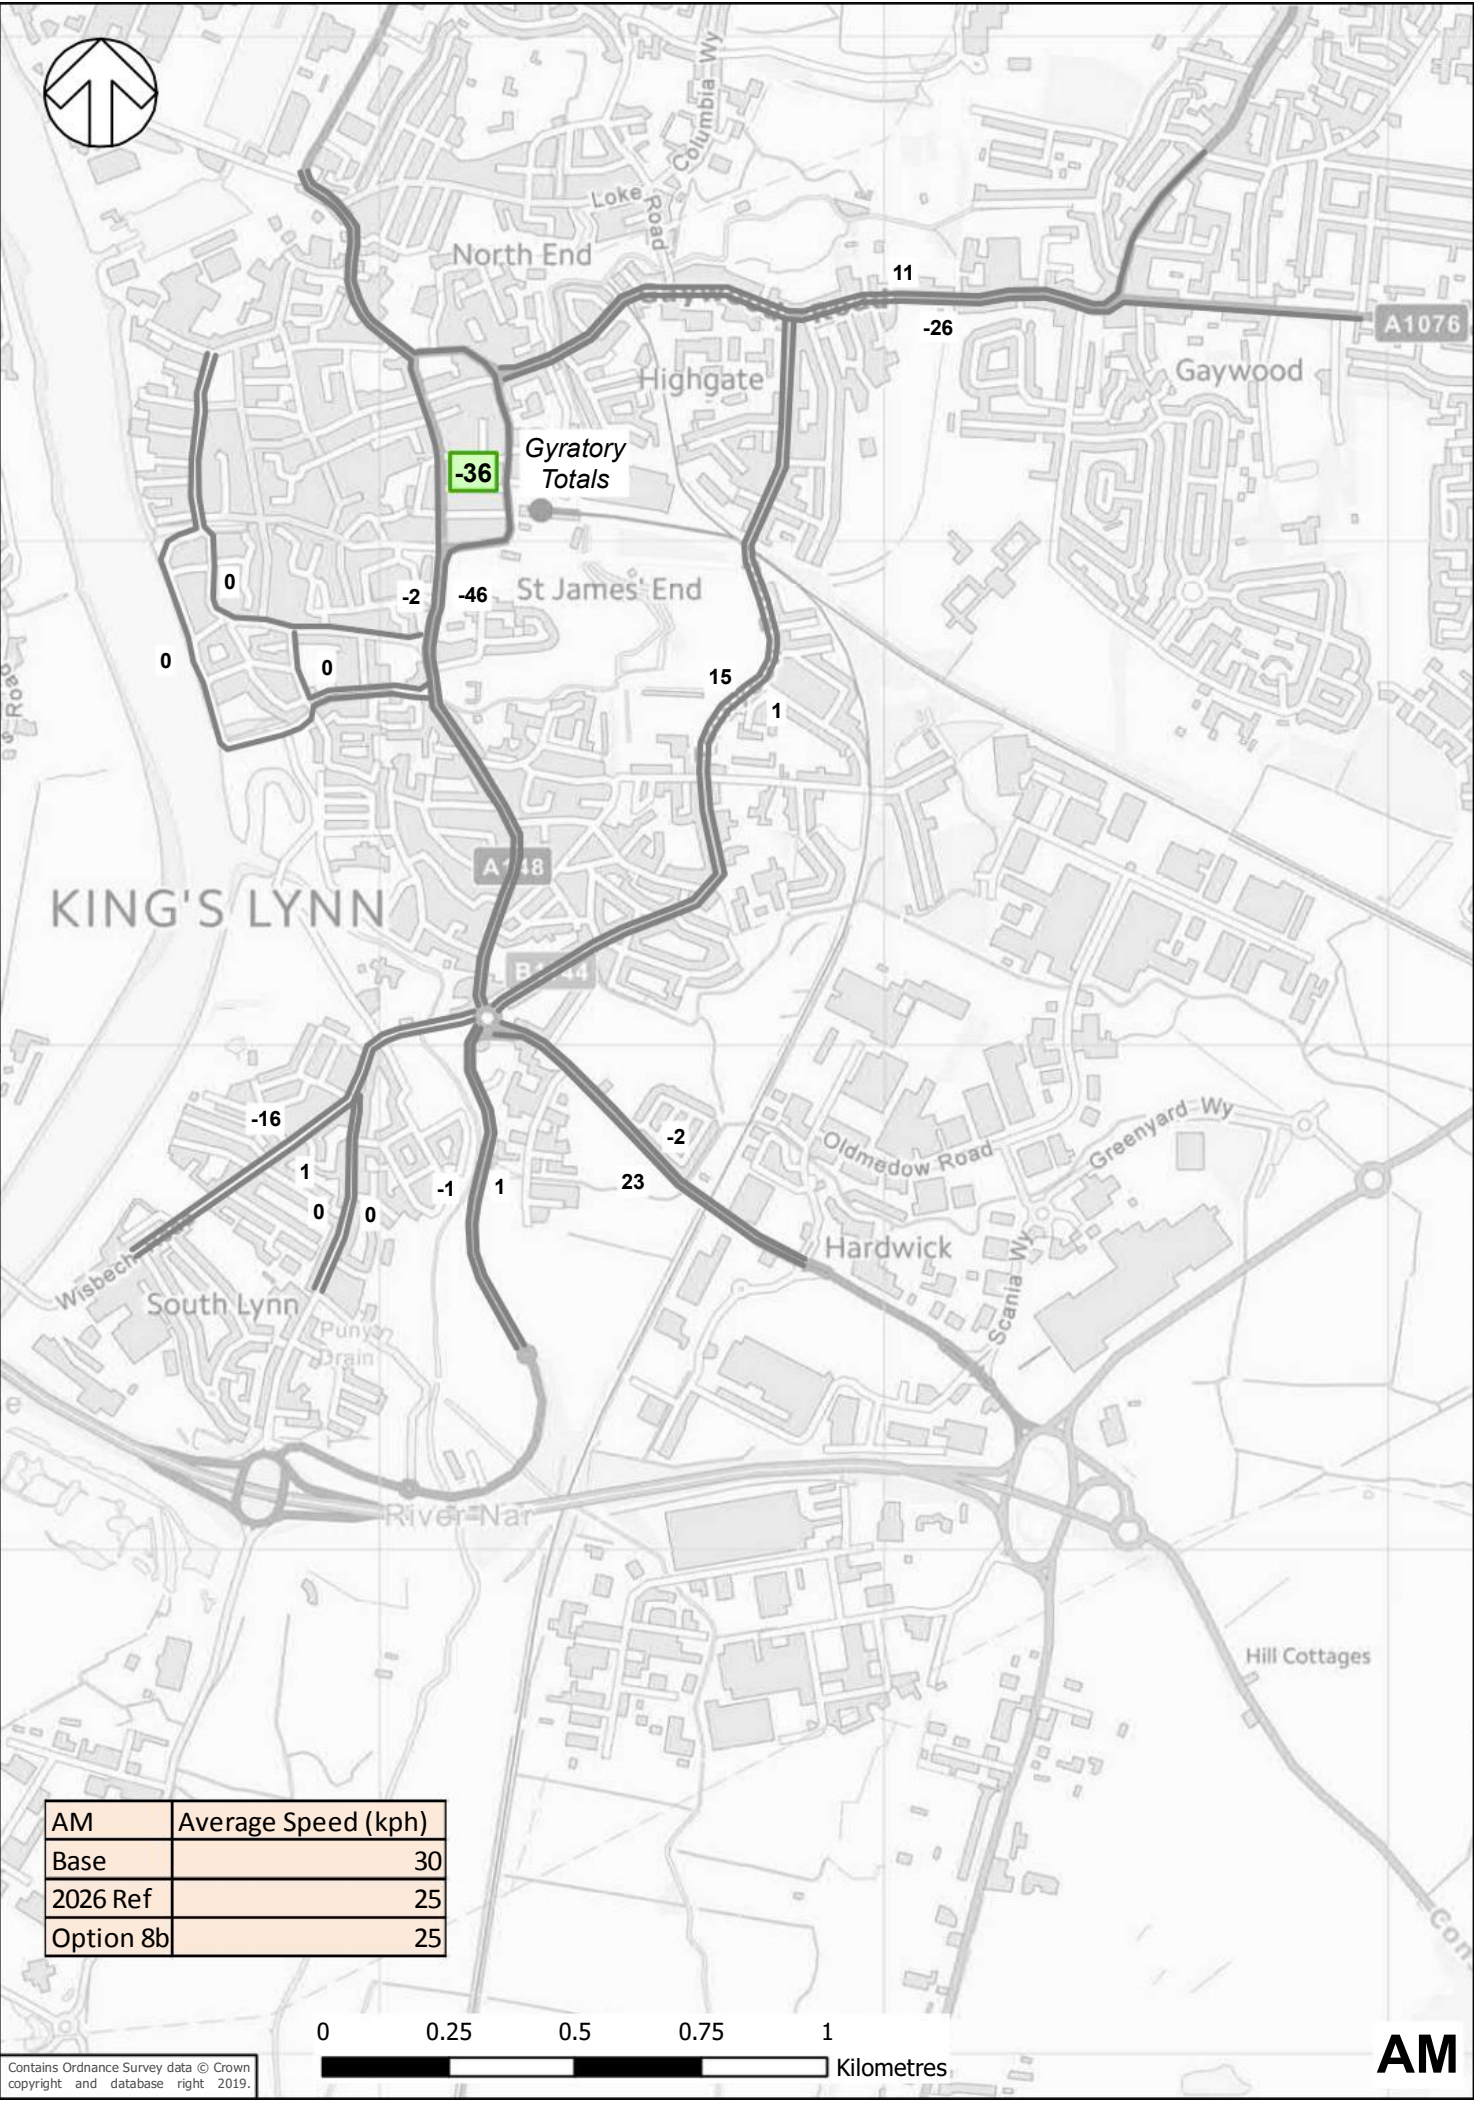 Columbia Wy
Loke Road
North End
11
-26
A1076
Highgate
Gaywood
Gyratory
Totals
-36
0
-2
-46
St James' End
0
0
15
1
s Road
A148
KING'S LYNN
-16
-2
Oldmedow Road
Greenyard Wy
1
23
-1
1
0
0
Hardwick
Wisbech
South Lynn
Scania Wy
Puny
Drain
e
River Nar
Hill Cottages
AM Average Speed (kph)
Base 30
2026 Ref 25
Option 8b 25
Con
0 0.25 0.5 0.75 1
Kilometres
AM
Contains Ordnance Survey data © Crown
copyright and database right 2019.